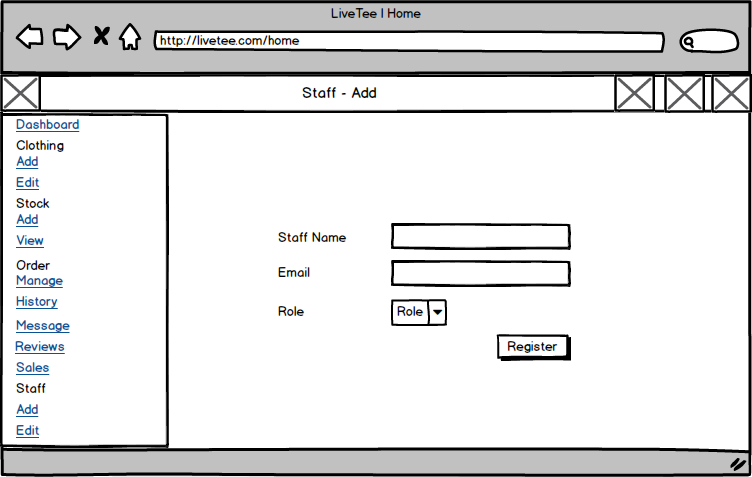 LiveTee | Home
http://livetee.com/home
Staff - Add
Dashboard
Clothing
Add
Edit
Stock
Add
View
Order
Manage
History
Message
Reviews
Sales
Staff
Add
Edit
Staff Name
Email
Role
Role
Register